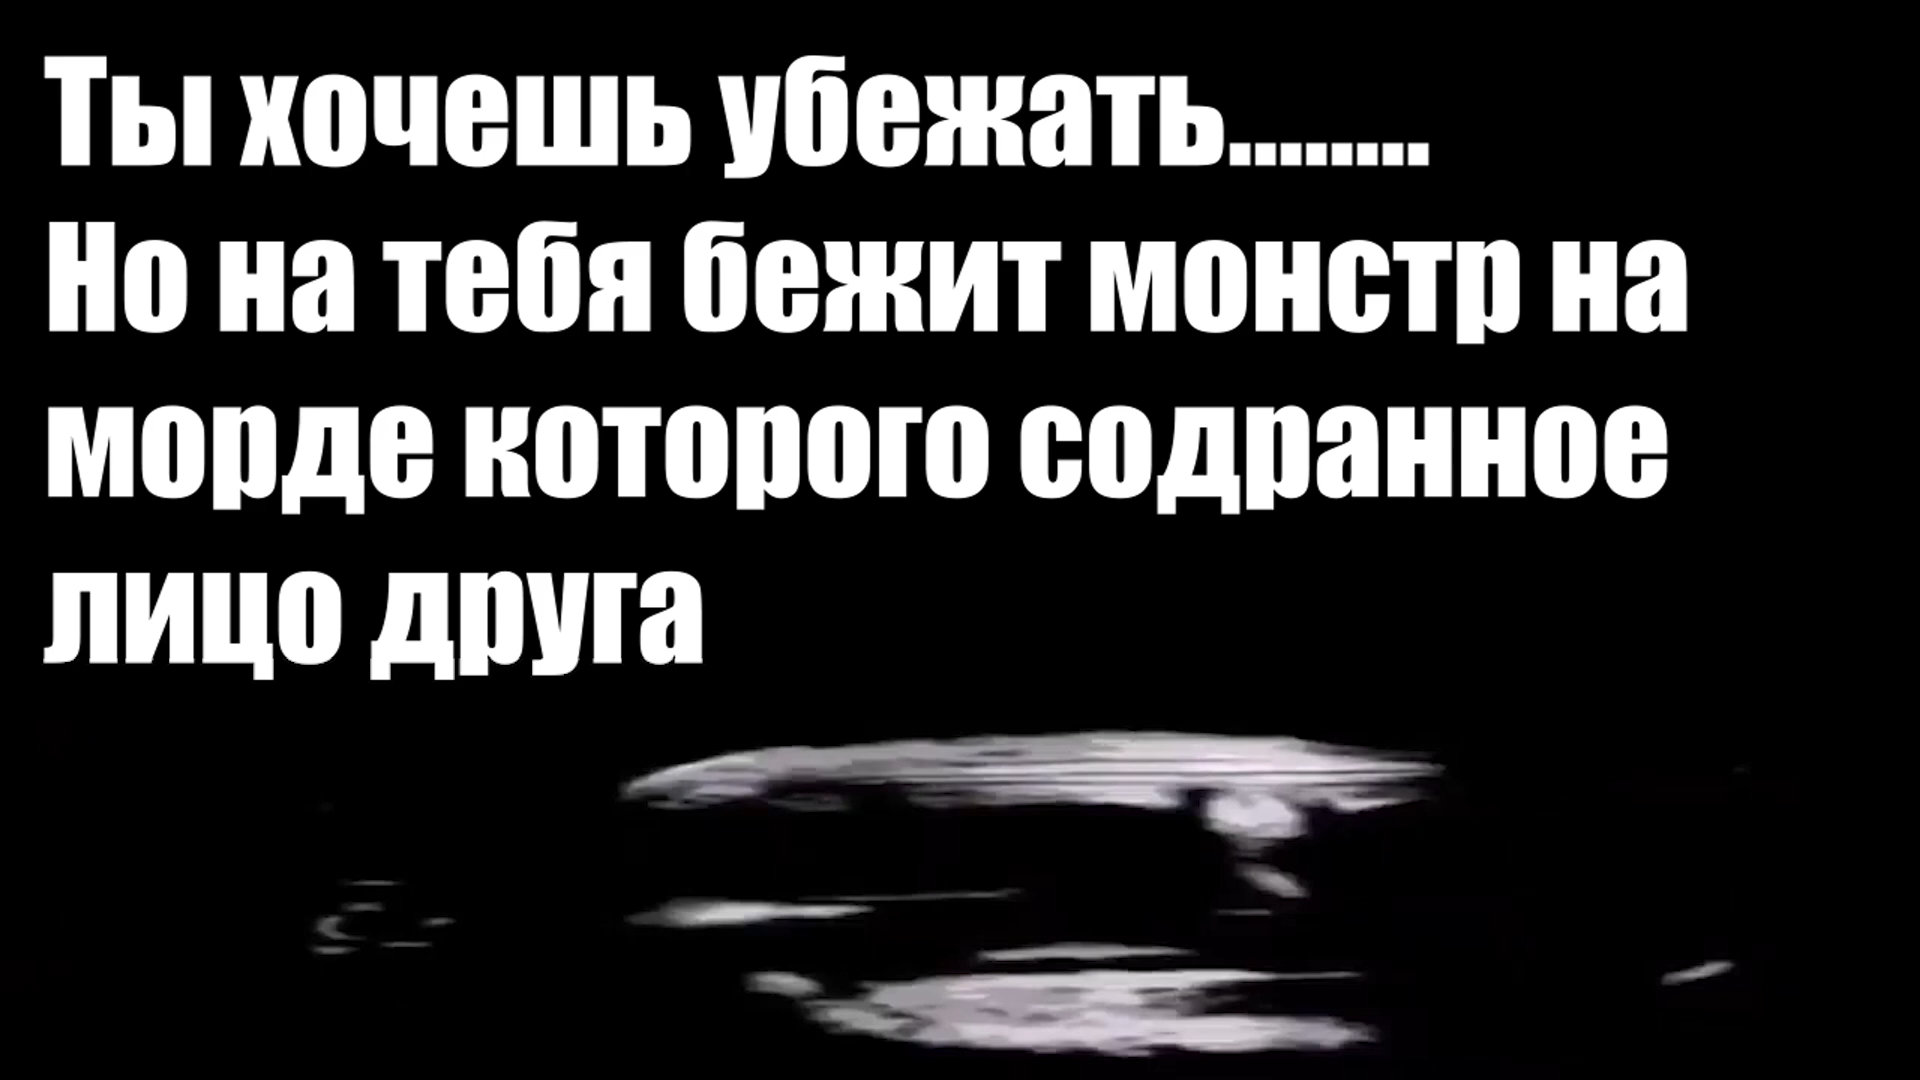 Ты хочешь убежать........
Но на тебя бежит монстр на
морде которого содранное
лицо друга